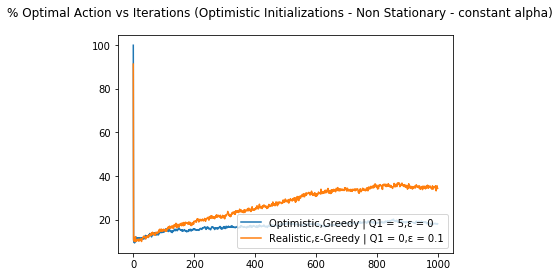 % Optimal Action vs Iterations (Optimistic Initializations - Non Stationary - constant alpha)
100
80
60
40
20
Optimistic,Greedy | Q1 = 5,ε = 0
Realistic,ε-Greedy | Q1 = 0,ε = 0.1
0 200 400 600 800 1000